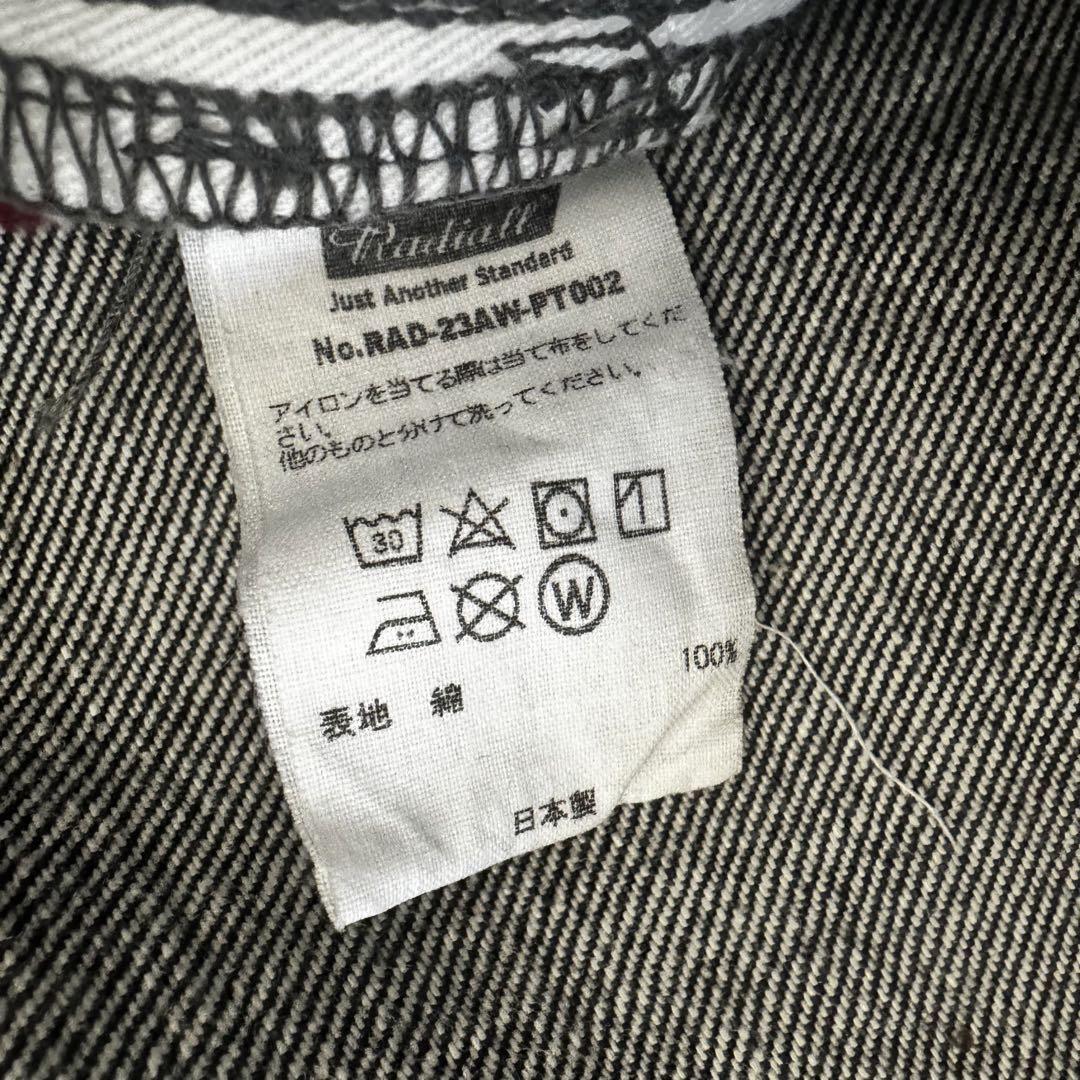 Radiall
Just Another Standard
No.RAD-23AW-PT002
アイロンを当てる際は当て布をしてくだ
さい。
他のものと分けて洗ってください。
30
W
表地 綿 100%
日本製